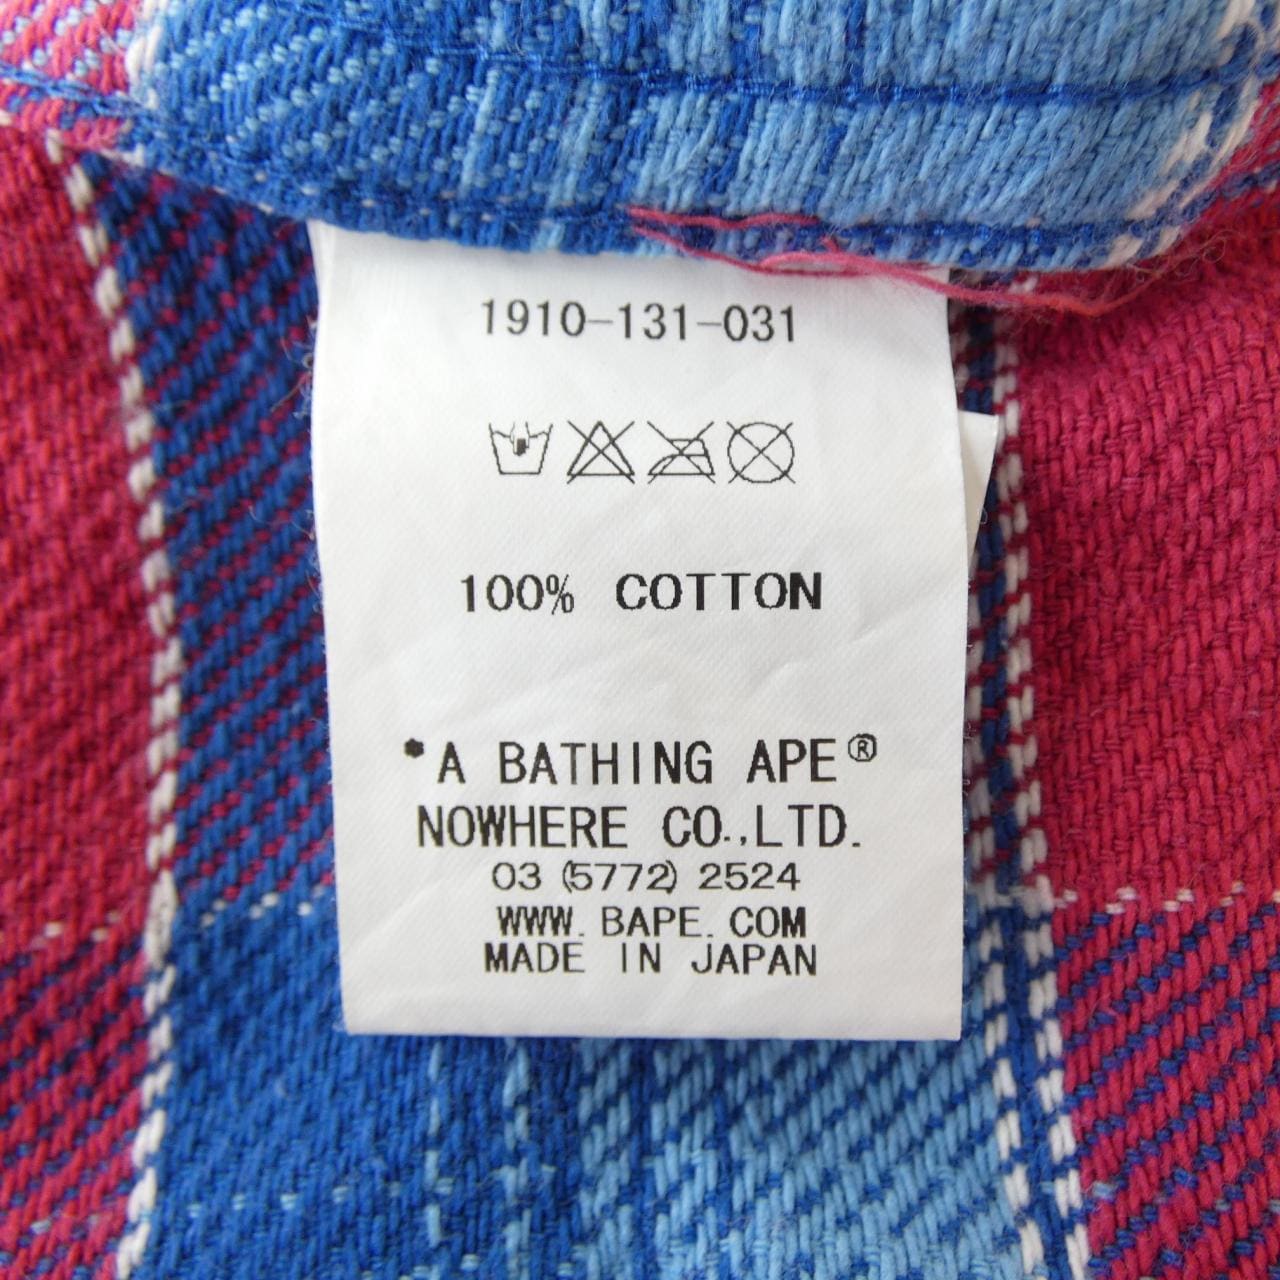 1910-131-031
100% COTTON
*A BATHING APE®
NOWHERE CO.,LTD.
03 (5772) 2524
WWW. BAPE. COM
MADE IN JAPAN